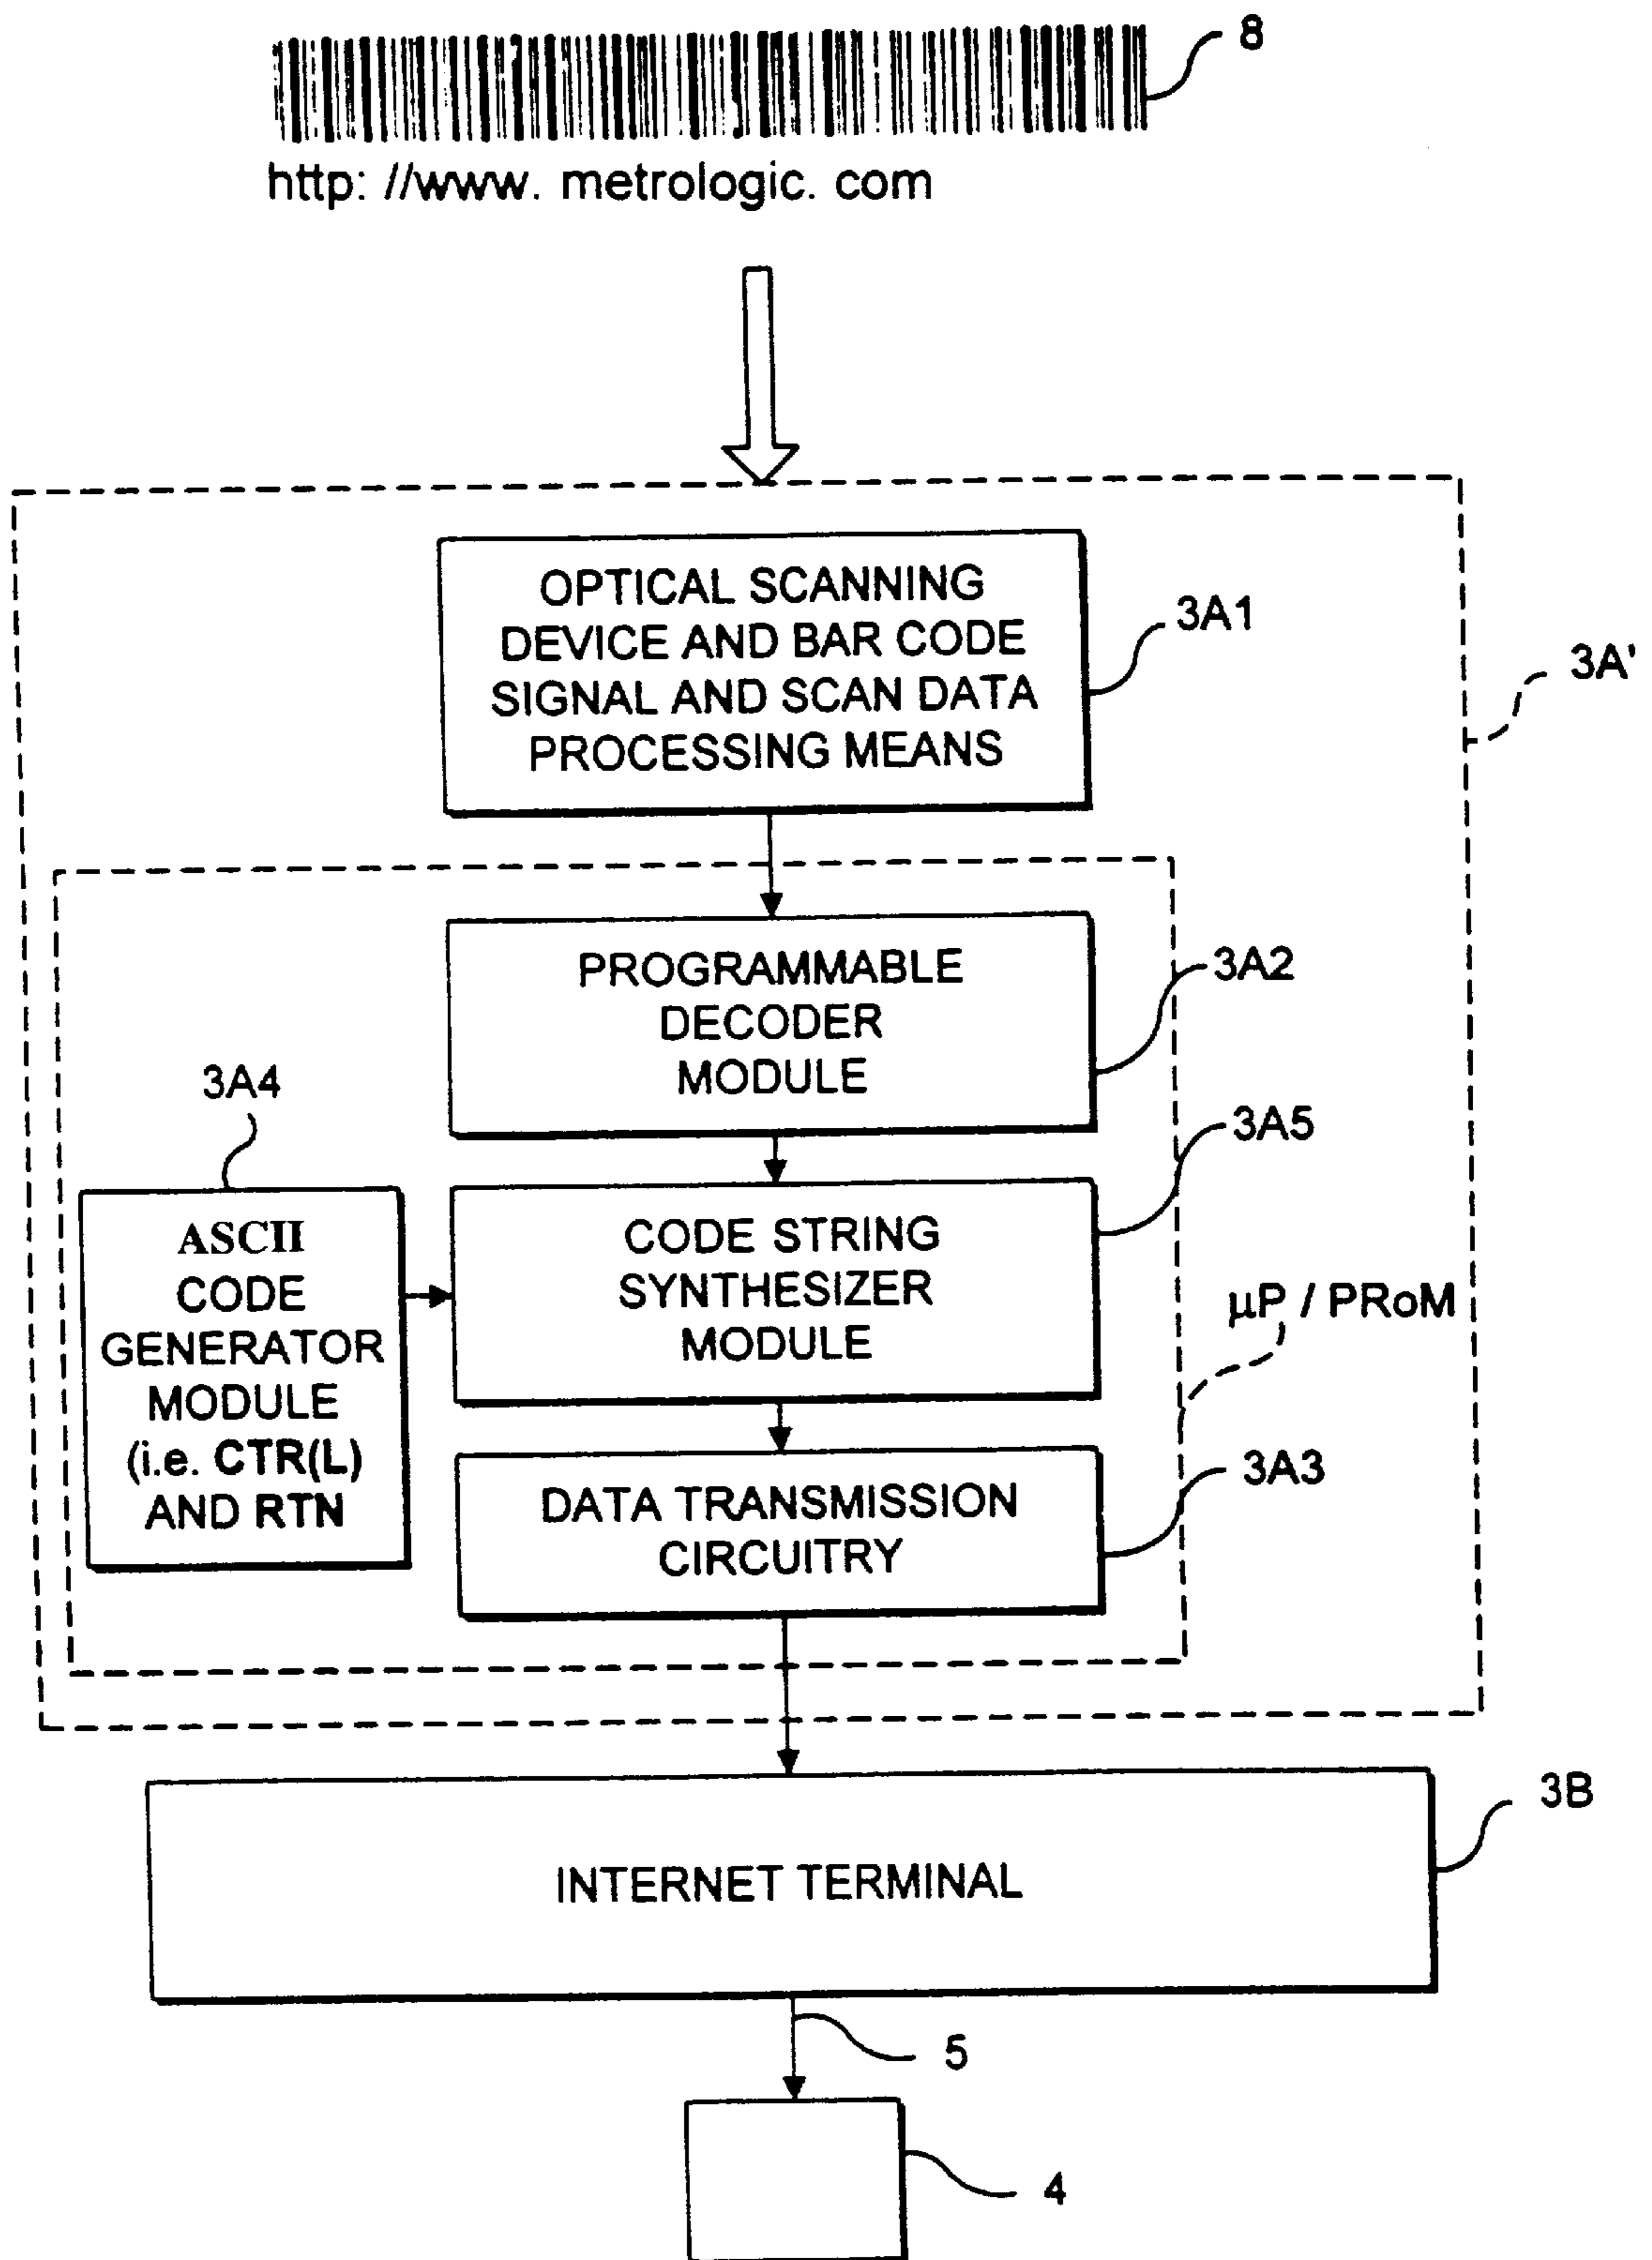 8
http: //www. metrologic. com
OPTICAL SCANNING
DEVICE AND BAR CODE
SIGNAL AND SCAN DATA
PROCESSING MEANS
3A1
3A'
PROGRAMMABLE
DECODER
MODULE
3A2
3A4
ASCII
CODE
GENERATOR
MODULE
(i.e. CTR(L)
AND RTN
CODE STRING
SYNTHESIZER
MODULE
3A5
µP / PRoM
DATA TRANSMISSION
CIRCUITRY
3A3
INTERNET TERMINAL
3B
5
4